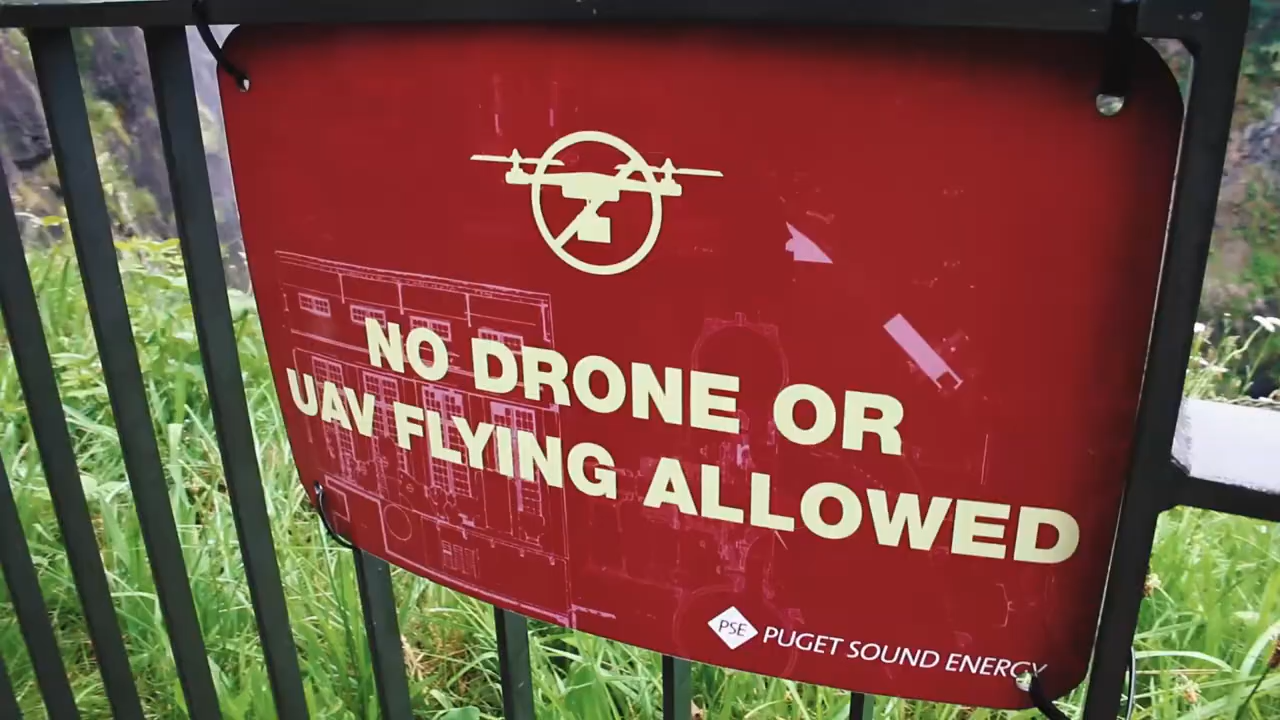 NO DRONE OR
UAV FLYING ALLOWED
PSE PUGET SOUND ENERGY